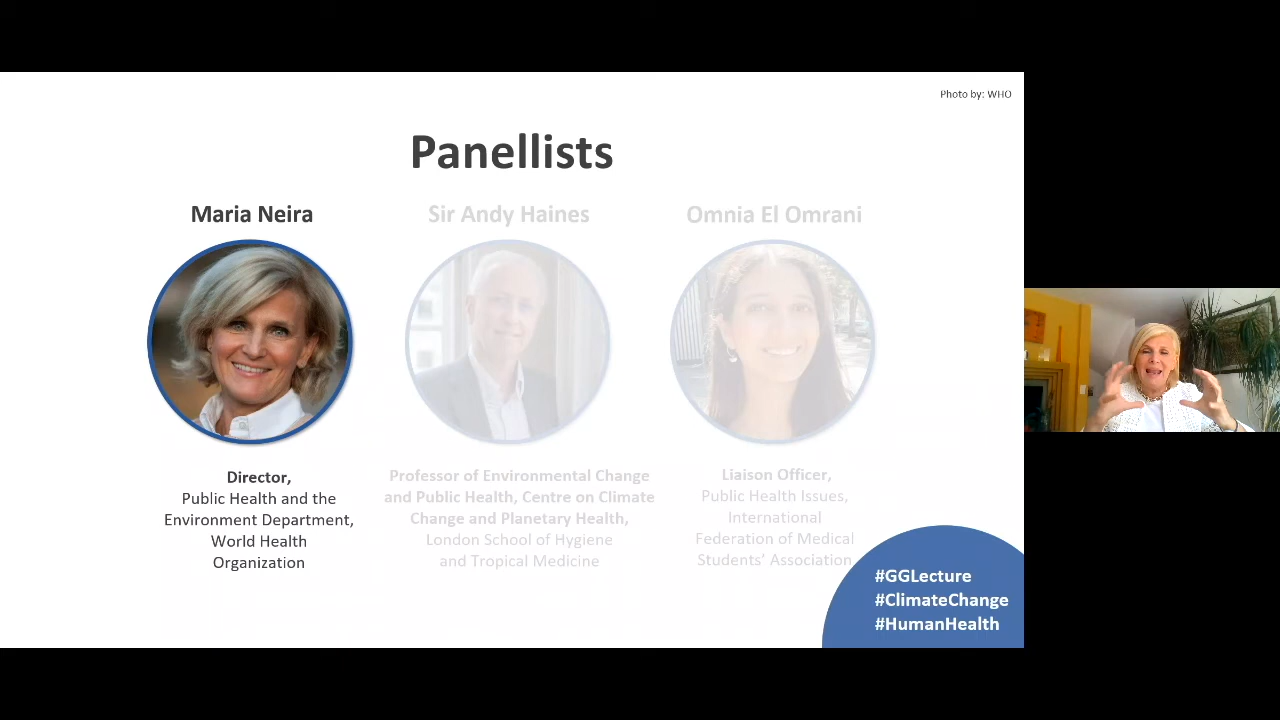 Photo by: WHO
Panellists
Maria Neira
Sir Andy Haines
Omnia El Omrani
Director,
Public Health and the
Environment Department,
World Health
Organization
Professor of Environmental Change
and Public Health, Centre on Climate
Change and Planetary Health,
London School of Hygiene
and Tropical Medicine
Liaison Officer,
Public Health Issues,
International
Federation of Medical
Students’ Association
#GGLecture
#ClimateChange
#HumanHealth